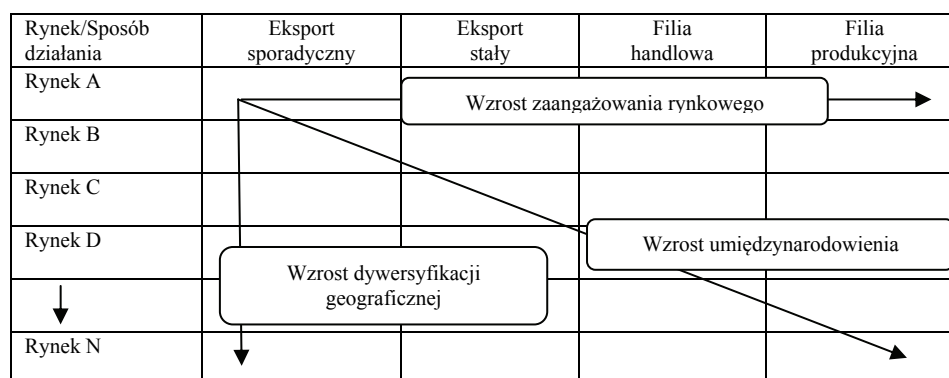 Rynek/Sposób
działania
Eksport
sporadyczny
Eksport
stały
Filia
handlowa
Filia
produkcyjna
Rynek A
Wzrost zaangażowania rynkowego
Rynek B
Rynek C
Rynek D
Wzrost umiędzynarodowienia
Wzrost dywersyfikacji
geograficznej
Rynek N